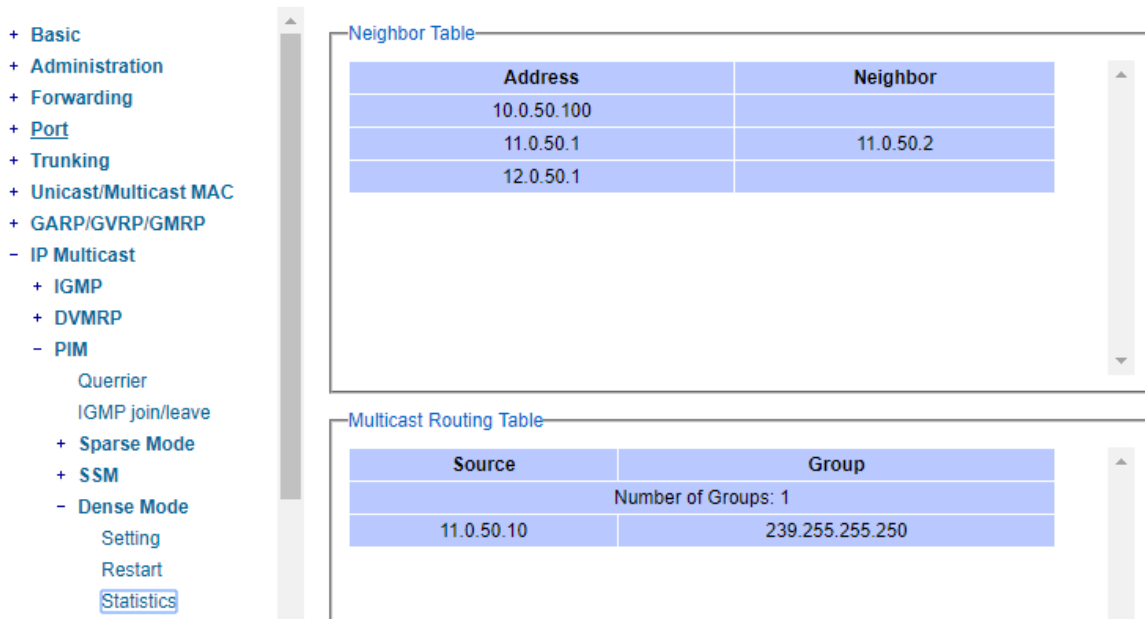 + Basic
+ Administration
+ Forwarding
+ Port
+ Trunking
+ Unicast/Multicast MAC
+ GARP/GVRP/GMRP
− IP Multicast
+ IGMP
+ DVMRP
− PIM
Querrier
IGMP join/leave
+ Sparse Mode
+ SSM
− Dense Mode
Setting
Restart
Statistics
Neighbor Table
Address Neighbor
10.0.50.100
11.0.50.1 11.0.50.2
12.0.50.1
Multicast Routing Table
Source Group
Number of Groups: 1
11.0.50.10 239.255.255.250